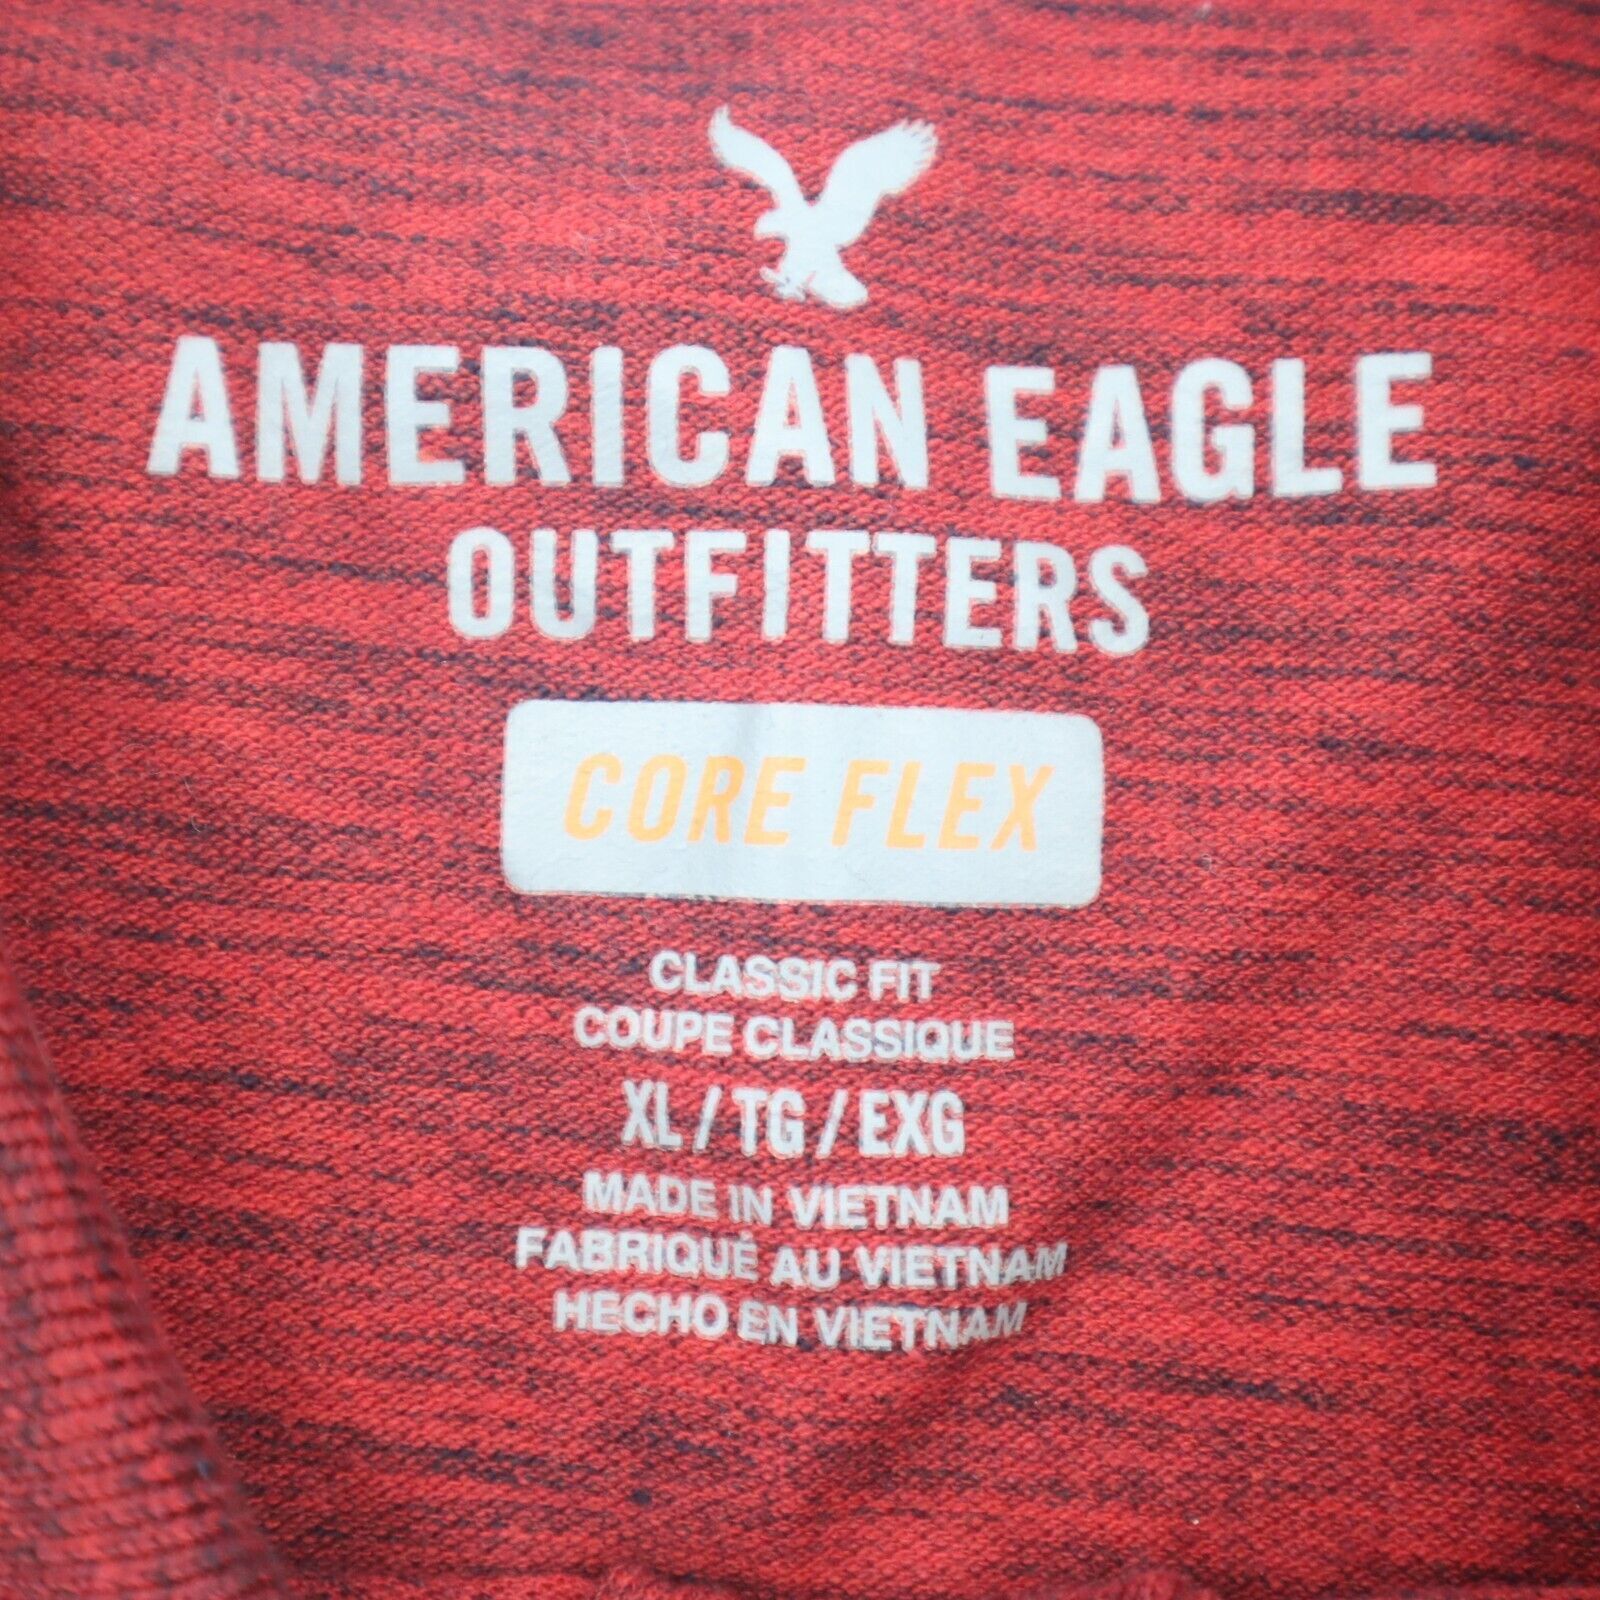 AMERICAN EAGLE
OUTFITTERS
CORE FLEX
CLASSIC FIT
COUPE CLASSIQUE
XL / TG / EXG
MADE IN VIETNAM
FABRIQUÉ AU VIETNAM
HECHO EN VIETNAM